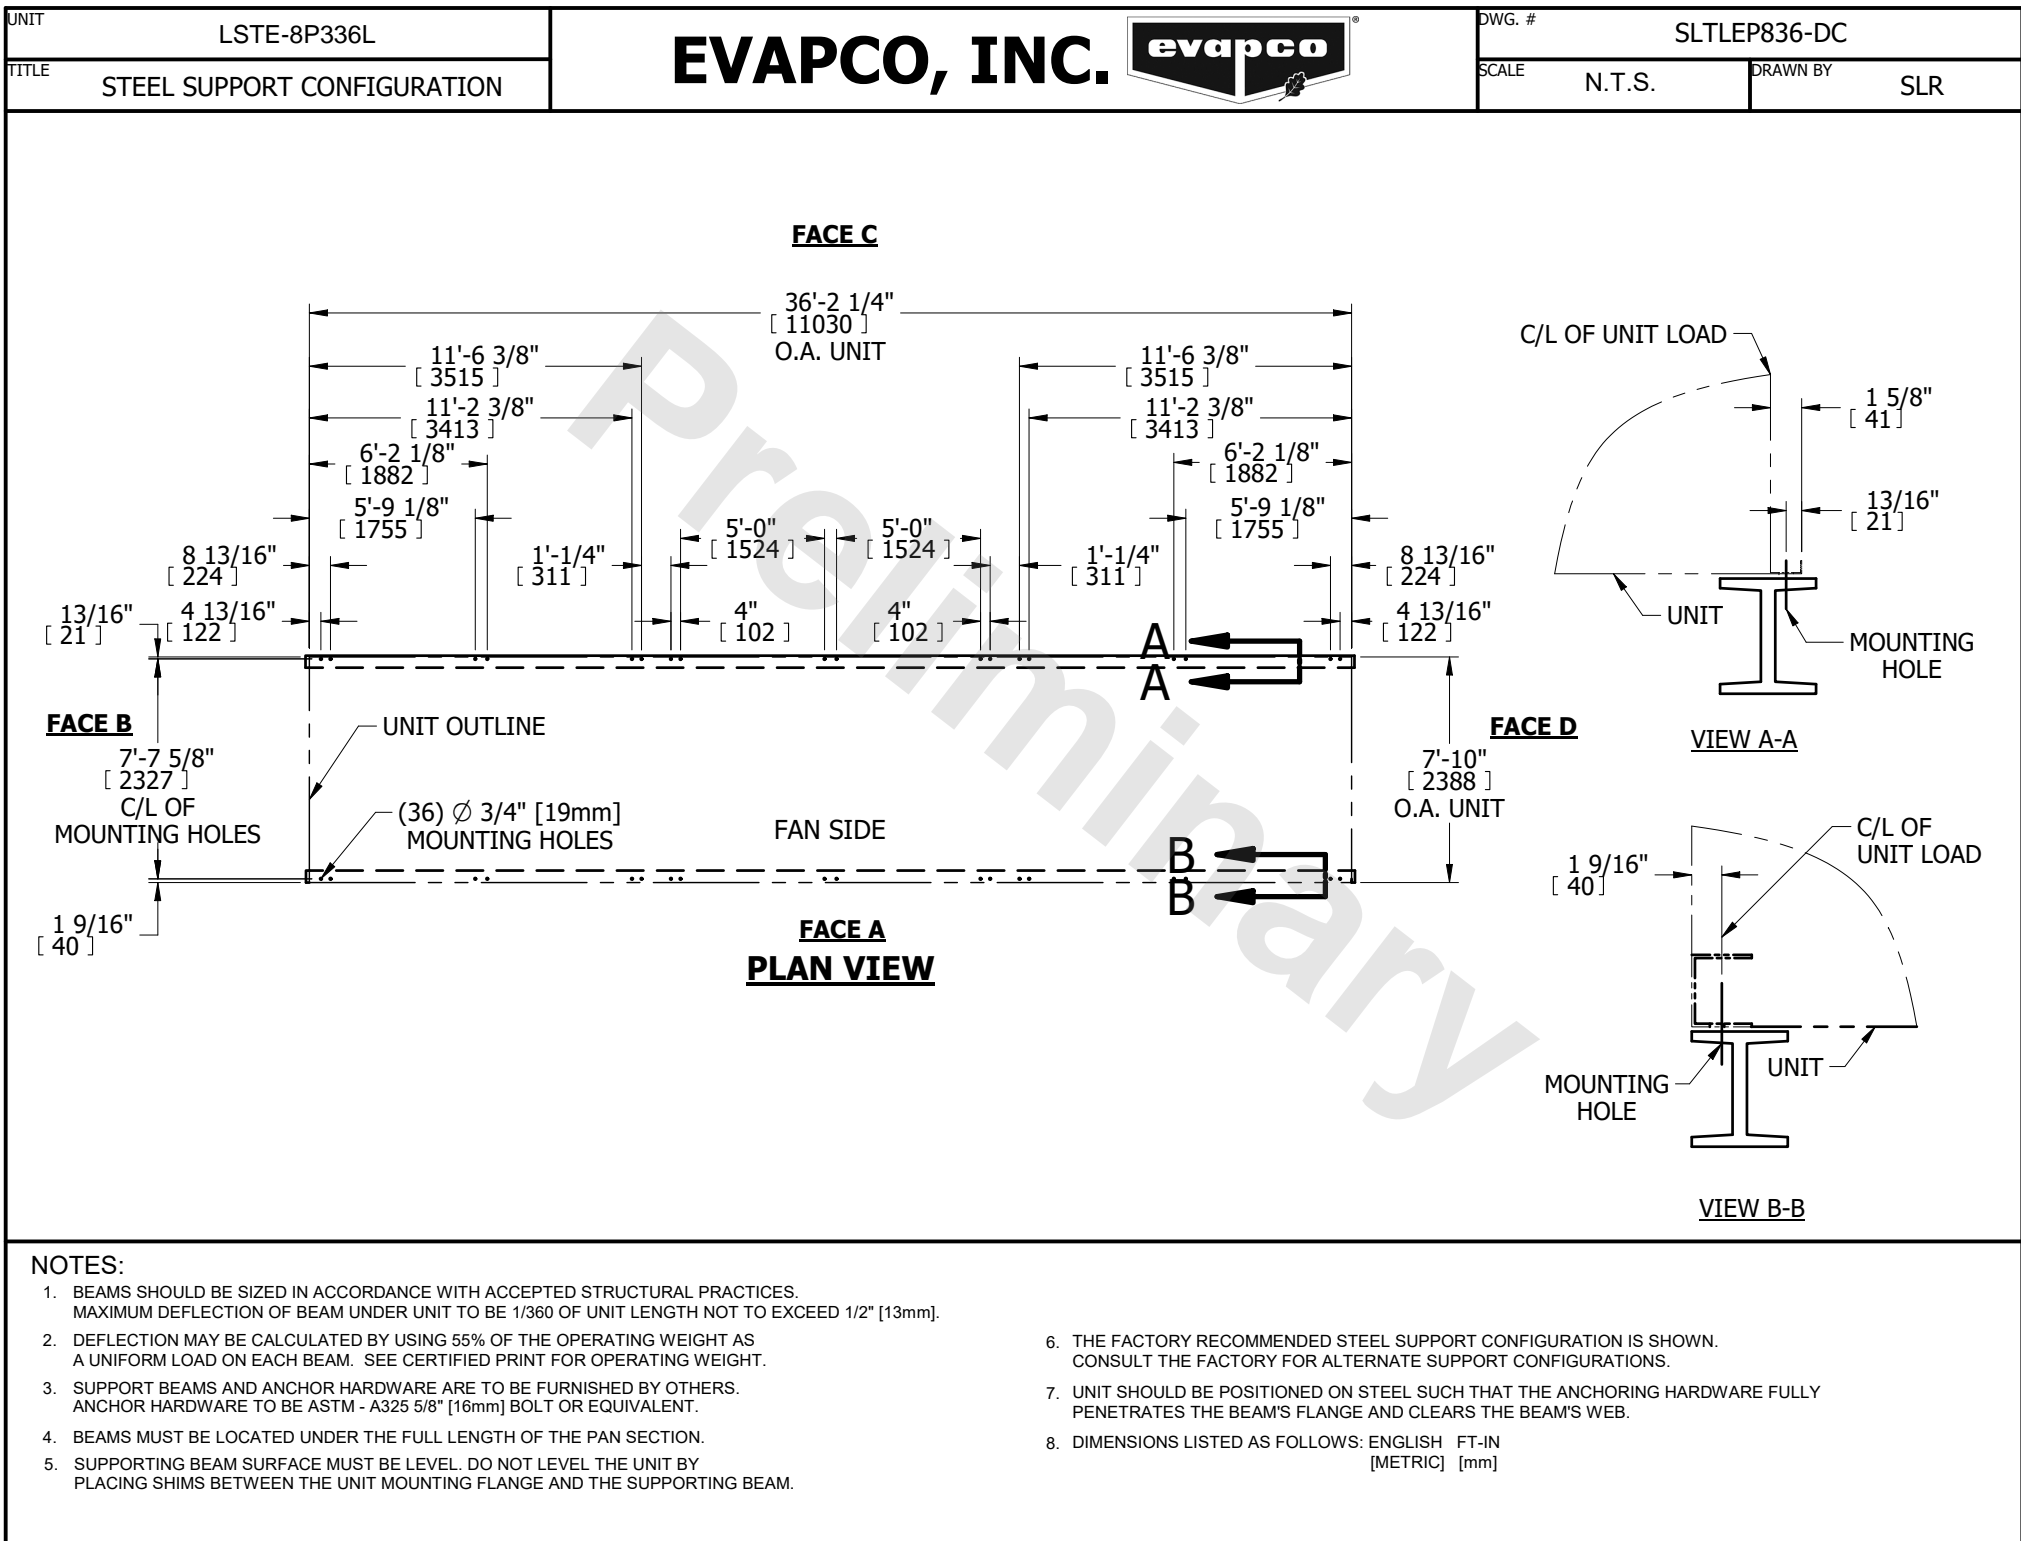 UNIT
LSTE-8P336L
TITLE
STEEL SUPPORT CONFIGURATION
EVAPCO, INC.
evapco
®
DWG. #
SLTLEP836-DC
SCALE
N.T.S.
DRAWN BY
SLR
FACE C
36'-2 1/4"
[ 11030 ]
O.A. UNIT
11'-6 3/8"
[ 3515 ]
11'-6 3/8"
[ 3515 ]
11'-2 3/8"
[ 3413 ]
11'-2 3/8"
[ 3413 ]
6'-2 1/8"
[ 1882 ]
6'-2 1/8"
[ 1882 ]
5'-9 1/8"
[ 1755 ]
5'-0"
[ 1524 ]
5'-0"
[ 1524 ]
5'-9 1/8"
[ 1755 ]
8 13/16"
[ 224 ]
1'-1/4"
[ 311 ]
1'-1/4"
[ 311 ]
8 13/16"
[ 224 ]
13/16"
[ 21 ]
4 13/16"
[ 122 ]
4"
[ 102 ]
4"
[ 102 ]
4 13/16"
[ 122 ]
A
A
FACE B
7'-7 5/8"
[ 2327 ]
C/L OF
MOUNTING HOLES
UNIT OUTLINE
(36) Ø 3/4" [19mm]
MOUNTING HOLES
FAN SIDE
B
B
FACE D
7'-10"
[ 2388 ]
O.A. UNIT
1 9/16"
[ 40 ]
FACE A
PLAN VIEW
Preliminary
C/L OF UNIT LOAD
1 5/8"
[ 41 ]
13/16"
[ 21 ]
UNIT
MOUNTING
HOLE
VIEW A-A
C/L OF
UNIT LOAD
1 9/16"
[ 40 ]
UNIT
MOUNTING
HOLE
VIEW B-B
NOTES:
1. BEAMS SHOULD BE SIZED IN ACCORDANCE WITH ACCEPTED STRUCTURAL PRACTICES.
MAXIMUM DEFLECTION OF BEAM UNDER UNIT TO BE 1/360 OF UNIT LENGTH NOT TO EXCEED 1/2" [13mm].
2. DEFLECTION MAY BE CALCULATED BY USING 55% OF THE OPERATING WEIGHT AS
A UNIFORM LOAD ON EACH BEAM. SEE CERTIFIED PRINT FOR OPERATING WEIGHT.
3. SUPPORT BEAMS AND ANCHOR HARDWARE ARE TO BE FURNISHED BY OTHERS.
ANCHOR HARDWARE TO BE ASTM - A325 5/8" [16mm] BOLT OR EQUIVALENT.
4. BEAMS MUST BE LOCATED UNDER THE FULL LENGTH OF THE PAN SECTION.
5. SUPPORTING BEAM SURFACE MUST BE LEVEL. DO NOT LEVEL THE UNIT BY
PLACING SHIMS BETWEEN THE UNIT MOUNTING FLANGE AND THE SUPPORTING BEAM.
6. THE FACTORY RECOMMENDED STEEL SUPPORT CONFIGURATION IS SHOWN.
CONSULT THE FACTORY FOR ALTERNATE SUPPORT CONFIGURATIONS.
7. UNIT SHOULD BE POSITIONED ON STEEL SUCH THAT THE ANCHORING HARDWARE FULLY
PENETRATES THE BEAM'S FLANGE AND CLEARS THE BEAM'S WEB.
8. DIMENSIONS LISTED AS FOLLOWS: ENGLISH FT-IN
[METRIC] [mm]